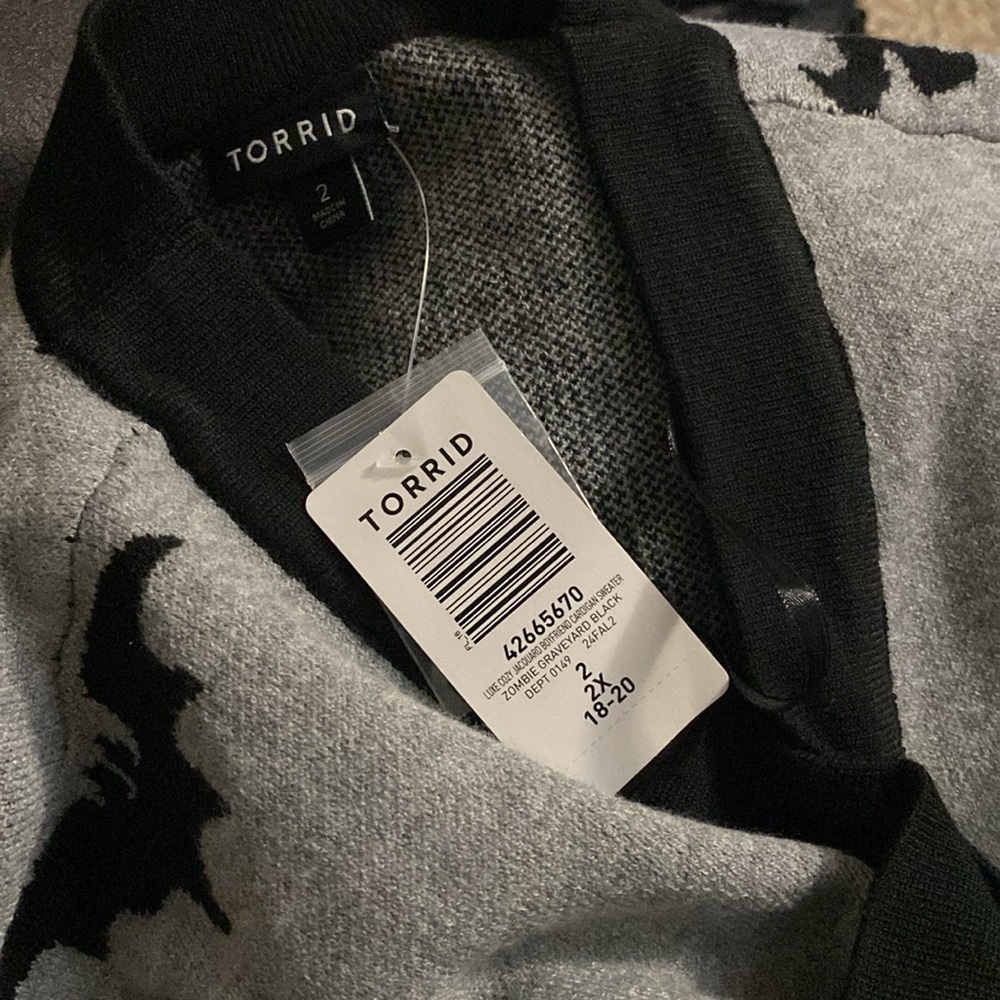 TORRID
2
MADE IN
CHINA
TORRID
42665670
LUXE COZY JACQUARD BOYFRIEND CARDIGAN SWEATER
ZOMBIE GRAVEYARD BLACK
DEPT 0149 24FAL2
2
2X
18-20